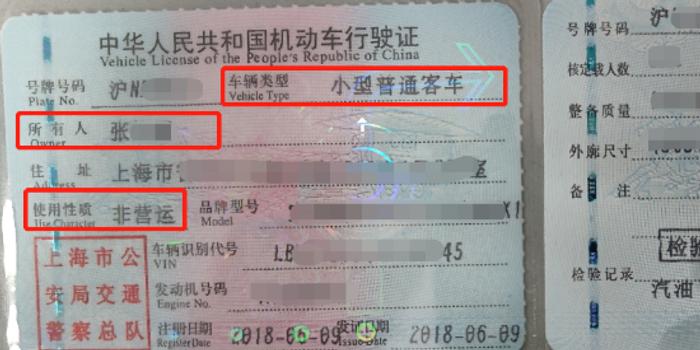 中华人民共和国机动车行驶证
Vehicle License of the People's Republic of China
号牌号码 沪N 车辆类型 小型普通客车
Plate No. Vehicle Type
所有人 张
Owner
住址 上海市 室
Address
使用性质 非营运 品牌型号
Use Character Model
上海市公
安局交通
警察总队
车辆识别代号 LB 45
VIN
发动机号码
Engine No.
注册日期 2018-06-09 发证日期 2018-06-09
Register Date Issue Date
号牌号码 沪
核定载人数
整备质量
外廓尺寸
备注
检验
检验记录
汽油